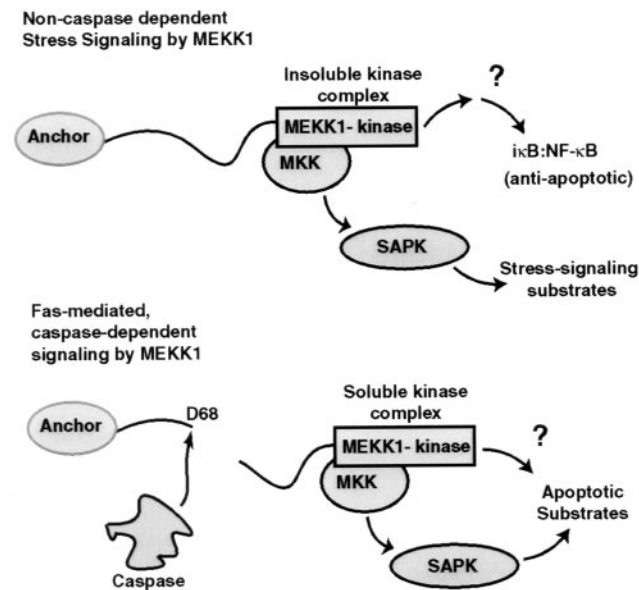 Non-caspase dependent
Stress Signaling by MEKK1
Insoluble kinase
complex
?
Anchor
MEKK1- kinase
MKK
iκB:NF-κB
(anti-apoptotic)
SAPK
Stress-signaling
substrates
Fas-mediated,
caspase-dependent
signaling by MEKK1
Soluble kinase
complex
D68
Anchor
MEKK1- kinase
?
MKK
Apoptotic
Substrates
SAPK
Caspase